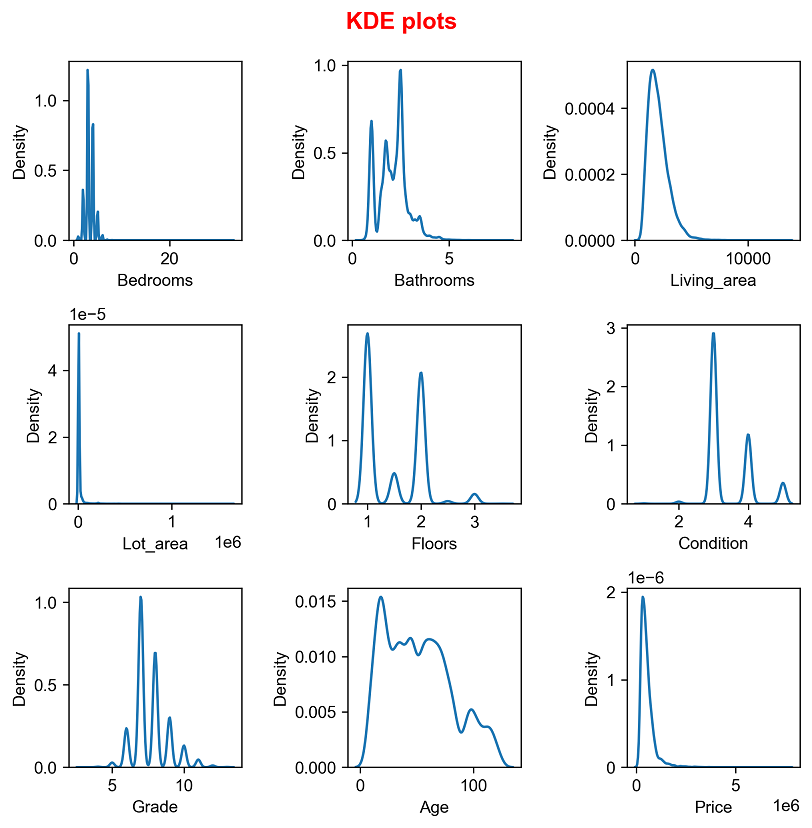 KDE plots
Density
1.0
0.5
0.0
0 20
Bedrooms
Density
1.0
0.5
0.0
0 5
Bathrooms
Density
0.0004
0.0002
0.0000
0 10000
Living_area
1e−5
Density
4
2
0
0 1
1e6
Lot_area
Density
2
1
0
1 2 3
Floors
Density
3
2
1
0
2 4
Condition
Density
1.0
0.5
0.0
5 10
Grade
Density
0.015
0.010
0.005
0.000
0 100
Age
1e−6
Density
2
1
0
0 5
1e6
Price